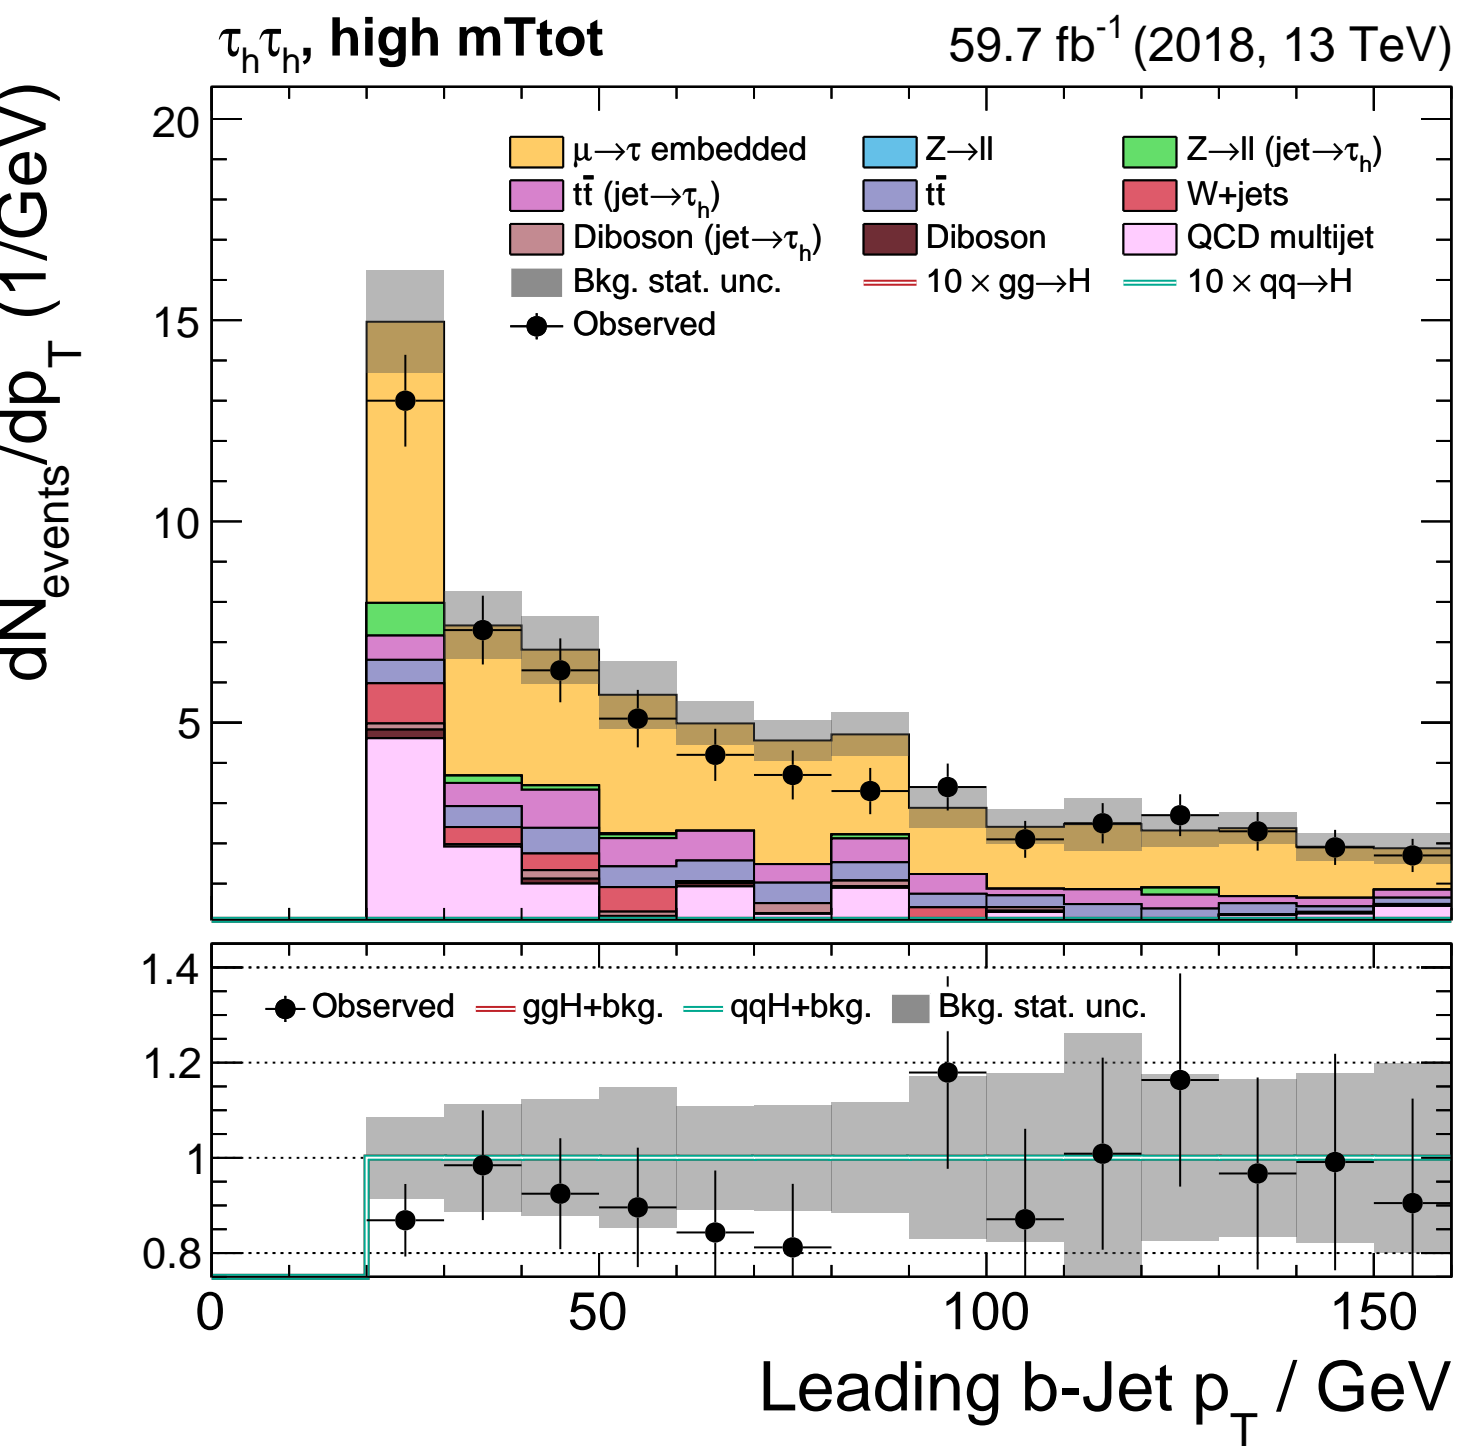 τhτh, high mTtot
59.7 fb-1 (2018, 13 TeV)
dNevents/dpT (1/GeV)
20
15
10
5
μ→τ embedded
Z→ll
Z→ll (jet→τh)
tt̄ (jet→τh)
tt̄
W+jets
Diboson (jet→τh)
Diboson
QCD multijet
Bkg. stat. unc.
10 × gg→H
10 × qq→H
Observed
1.4
1.2
1
0.8
Observed
ggH+bkg.
qqH+bkg.
Bkg. stat. unc.
0
50
100
150
Leading b-Jet pT / GeV